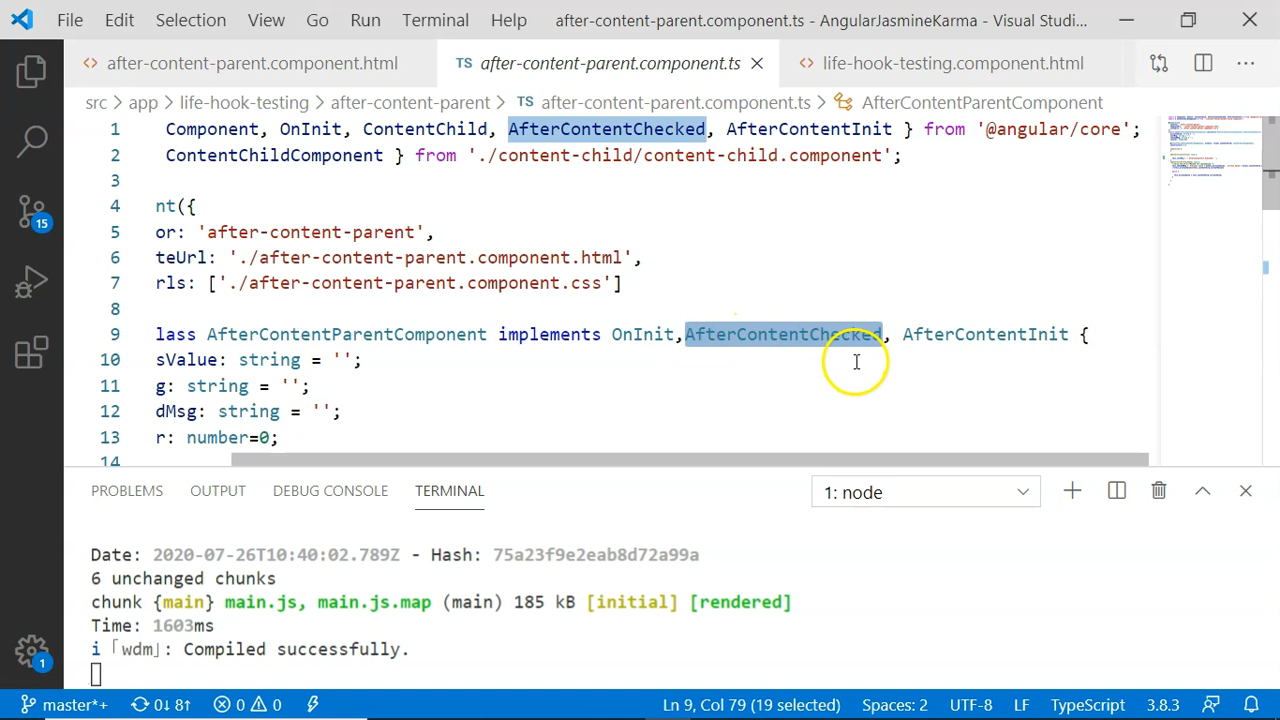 File Edit Selection View Go Run Terminal Help after-content-parent.component.ts - AngularJasmineKarma - Visual Studi...
after-content-parent.component.html TS after-content-parent.component.ts life-hook-testing.component.html
src > app > life-hook-testing > after-content-parent > TS after-content-parent.component.ts > AfterContentParentComponent
1 Component, OnInit, ContentChild, AfterContentChecked, AfterContentInit } from '@angular/core';
2 ContentChildComponent } from '../content-child/content-child.component';
3
4 nt({
5 or: 'after-content-parent',
6 teUrl: './after-content-parent.component.html',
7 rls: ['./after-content-parent.component.css']
8
9 lass AfterContentParentComponent implements OnInit,AfterContentChecked, AfterContentInit {
10 sValue: string = '';
11 g: string = '';
12 dMsg: string = '';
13 r: number=0;
14
15
PROBLEMS OUTPUT DEBUG CONSOLE TERMINAL 1: node
Date: 2020-07-26T10:40:02.789Z - Hash: 75a23f9e2eab8d72a99a
6 unchanged chunks
chunk {main} main.js, main.js.map (main) 185 kB [initial] [rendered]
Time: 1603ms
i 「wdm」: Compiled successfully.
1
master*+ 0↓ 8↑ 0 0 Ln 9, Col 79 (19 selected) Spaces: 2 UTF-8 LF TypeScript 3.8.3